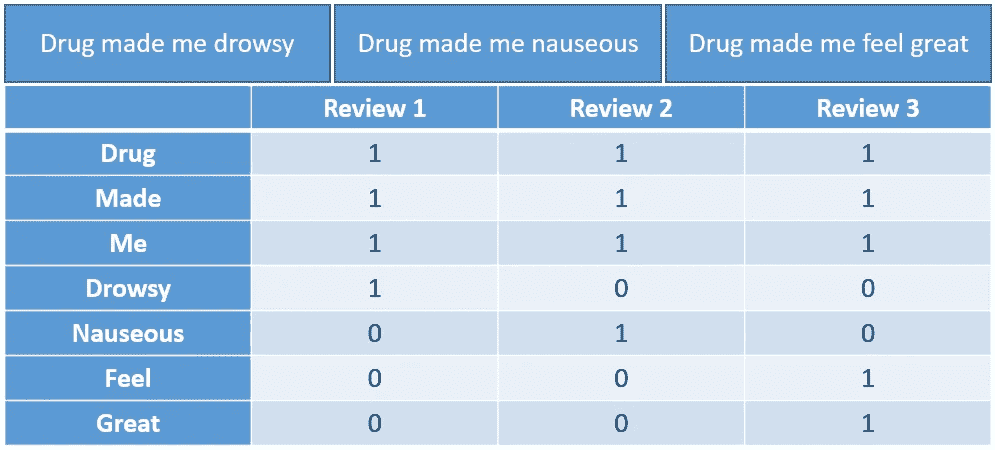 Drug made me drowsy Drug made me nauseous Drug made me feel great
Review 1 Review 2 Review 3
Drug 1 1 1
Made 1 1 1
Me 1 1 1
Drowsy 1 0 0
Nauseous 0 1 0
Feel 0 0 1
Great 0 0 1